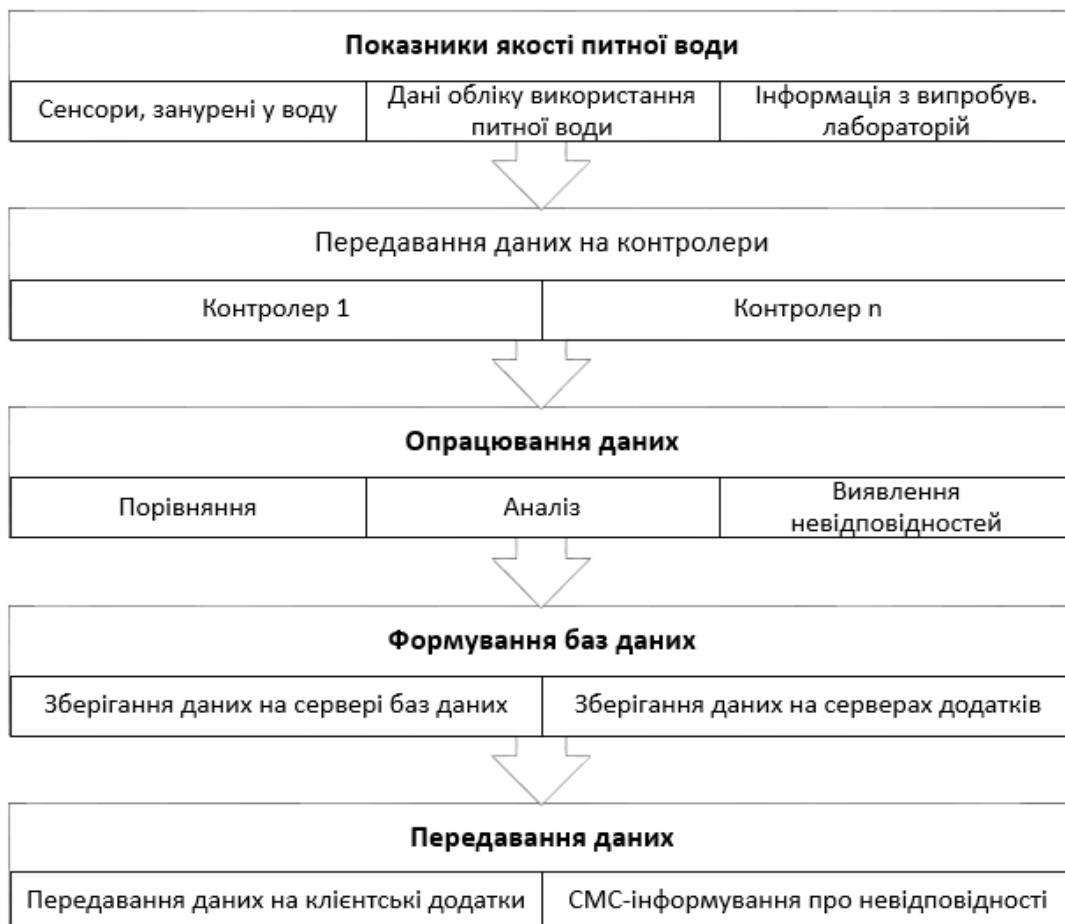 Показники якості питної води
Сенсори, занурені у воду
Дані обліку використання
питної води
Інформація з випробув.
лабораторій
Передавання даних на контролери
Контролер 1
Контролер n
Опрацювання даних
Порівняння
Аналіз
Виявлення
невідповідностей
Формування баз даних
Зберігання даних на сервері баз даних
Зберігання даних на серверах додатків
Передавання даних
Передавання даних на клієнтські додатки
СМС-інформування про невідповідності